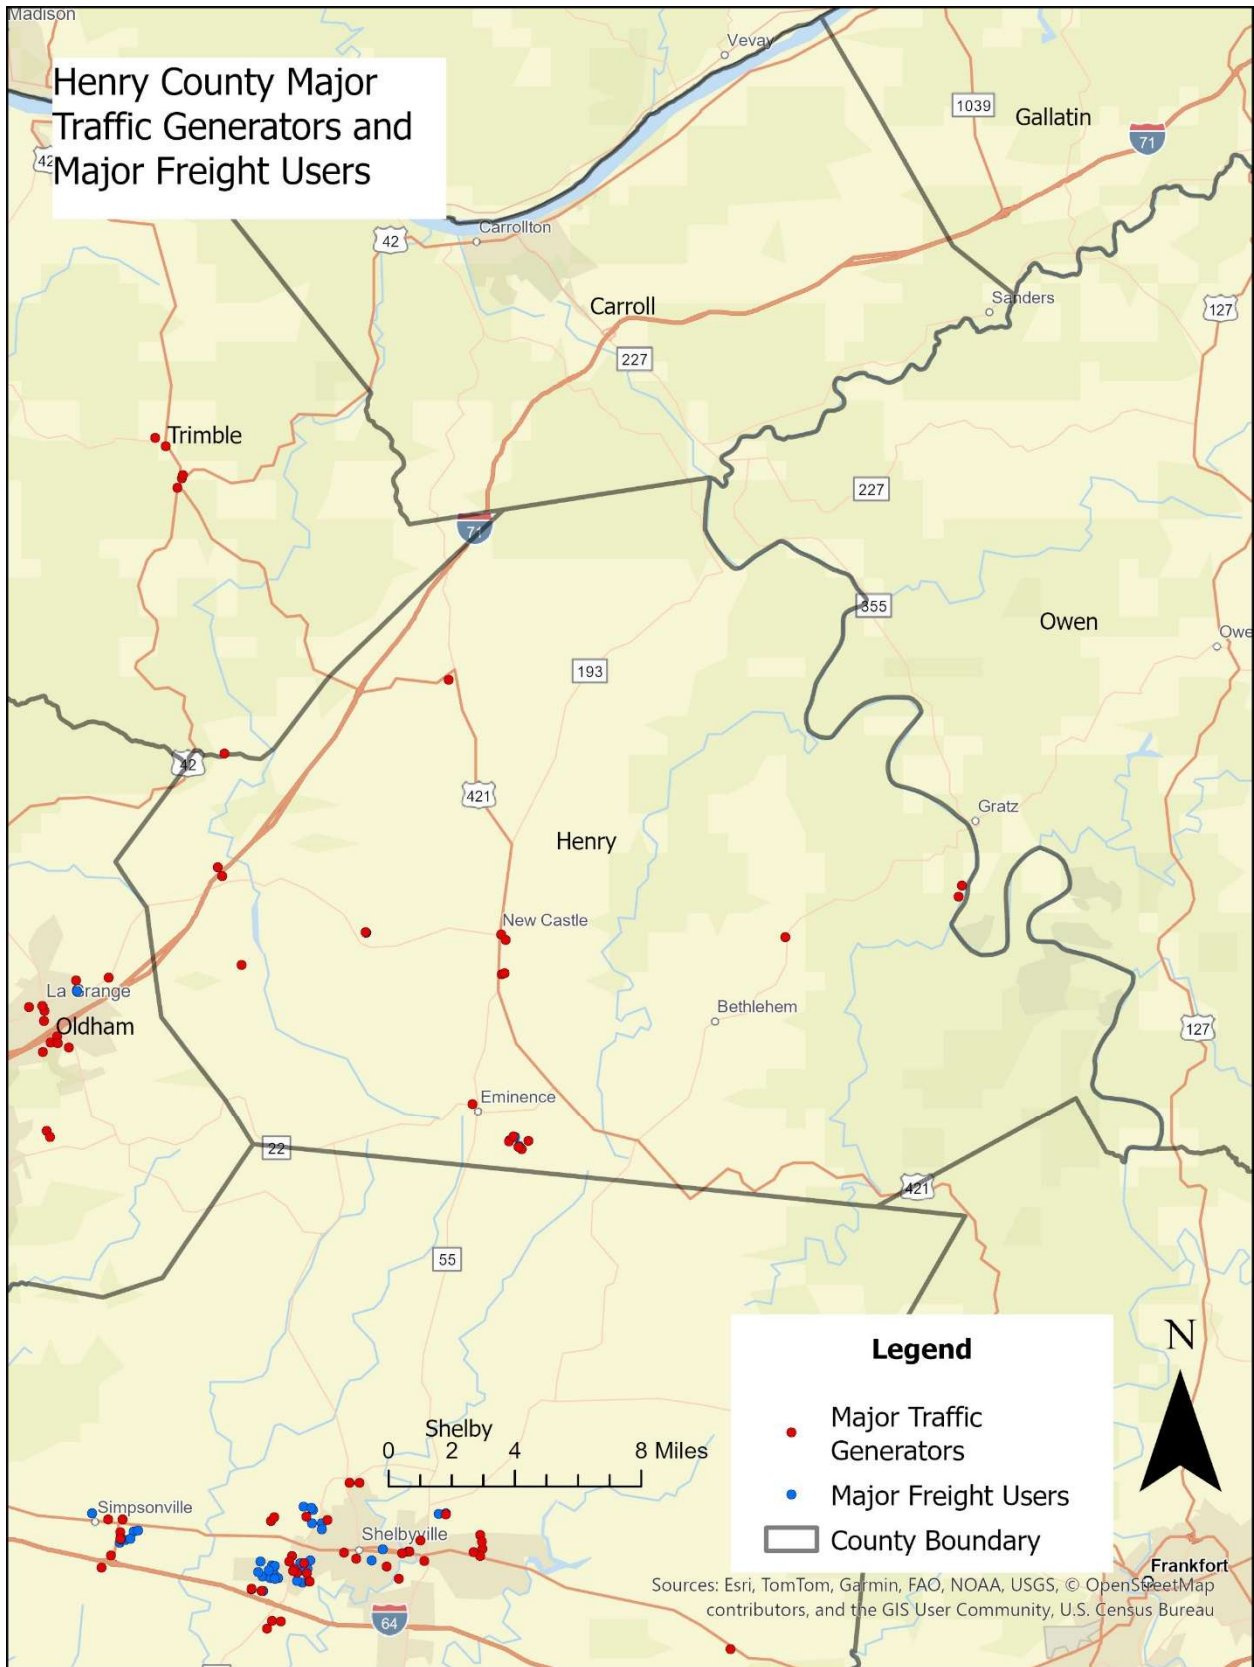 Madison
Vevay
Henry County Major
Traffic Generators and
Major Freight Users
1039
Gallatin
71
42
Carrollton
42
Sanders
Carroll
127
227
Trimble
227
71
355
Owen
Owe
193
42
421
Gratz
Henry
New Castle
La Grange
Bethlehem
Oldham
127
Eminence
22
421
55
Legend
N
Major Traffic
Generators
Major Freight Users
County Boundary
Shelby
0 2 4 8 Miles
Simpsonville
Shelbyville
Frankfort
64
Sources: Esri, TomTom, Garmin, FAO, NOAA, USGS, © OpenStreetMap
contributors, and the GIS User Community, U.S. Census Bureau